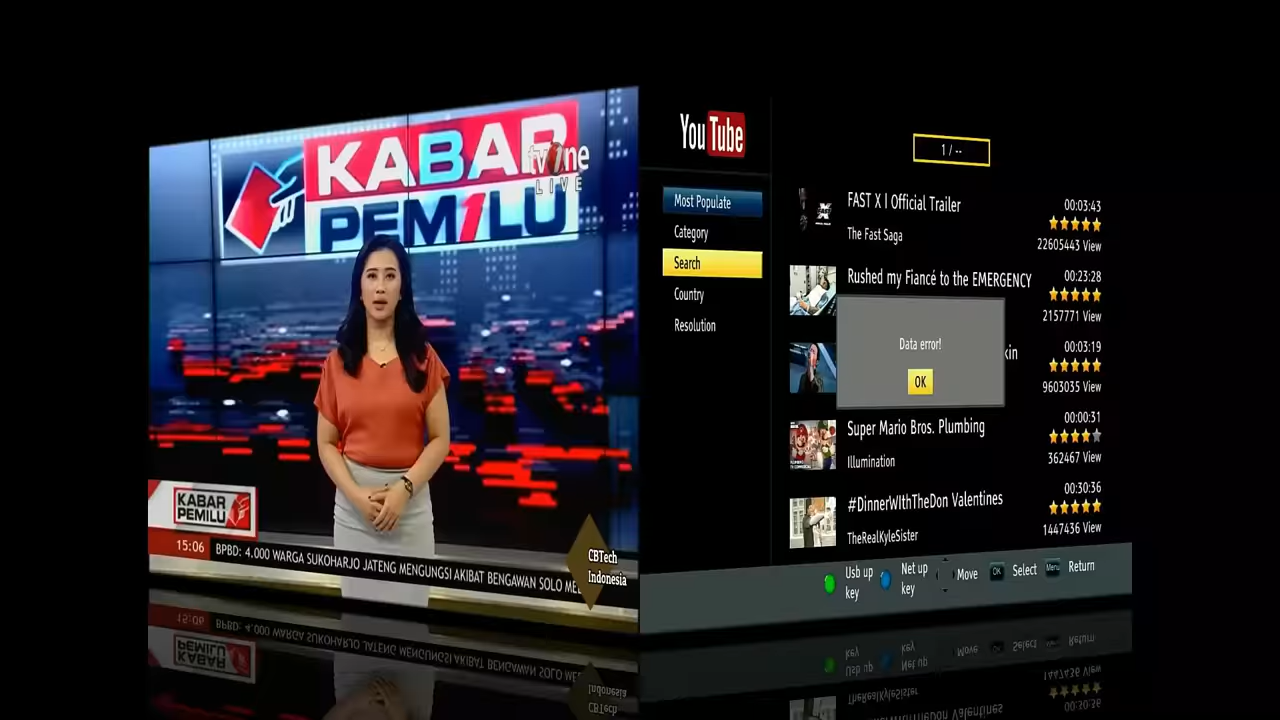 KABAR
PEM1LU
tv1ne
LIVE
KABAR
PEMILU
15:06
BPBD: 4.000 WARGA SUKOHARJO JATENG MENGUNGSI AKIBAT BENGAWAN SOLO ME
CBTech
Indonesia
YouTube
1 / --
Most Populate
Category
Search
Country
Resolution
FAST X | Official Trailer
00:03:43
The Fast Saga
22605443 View
Rushed my Fiancé to the EMERGENCY
00:23:28
2157771 View
kin
00:03:19
9603035 View
Data error!
OK
Super Mario Bros. Plumbing
00:00:31
Illumination
362467 View
#DinnerWIthTheDon Valentines
00:30:36
TheRealKyleSister
1447436 View
Usb up
key
Net up
key
Move
OK
Select
Menu
Return